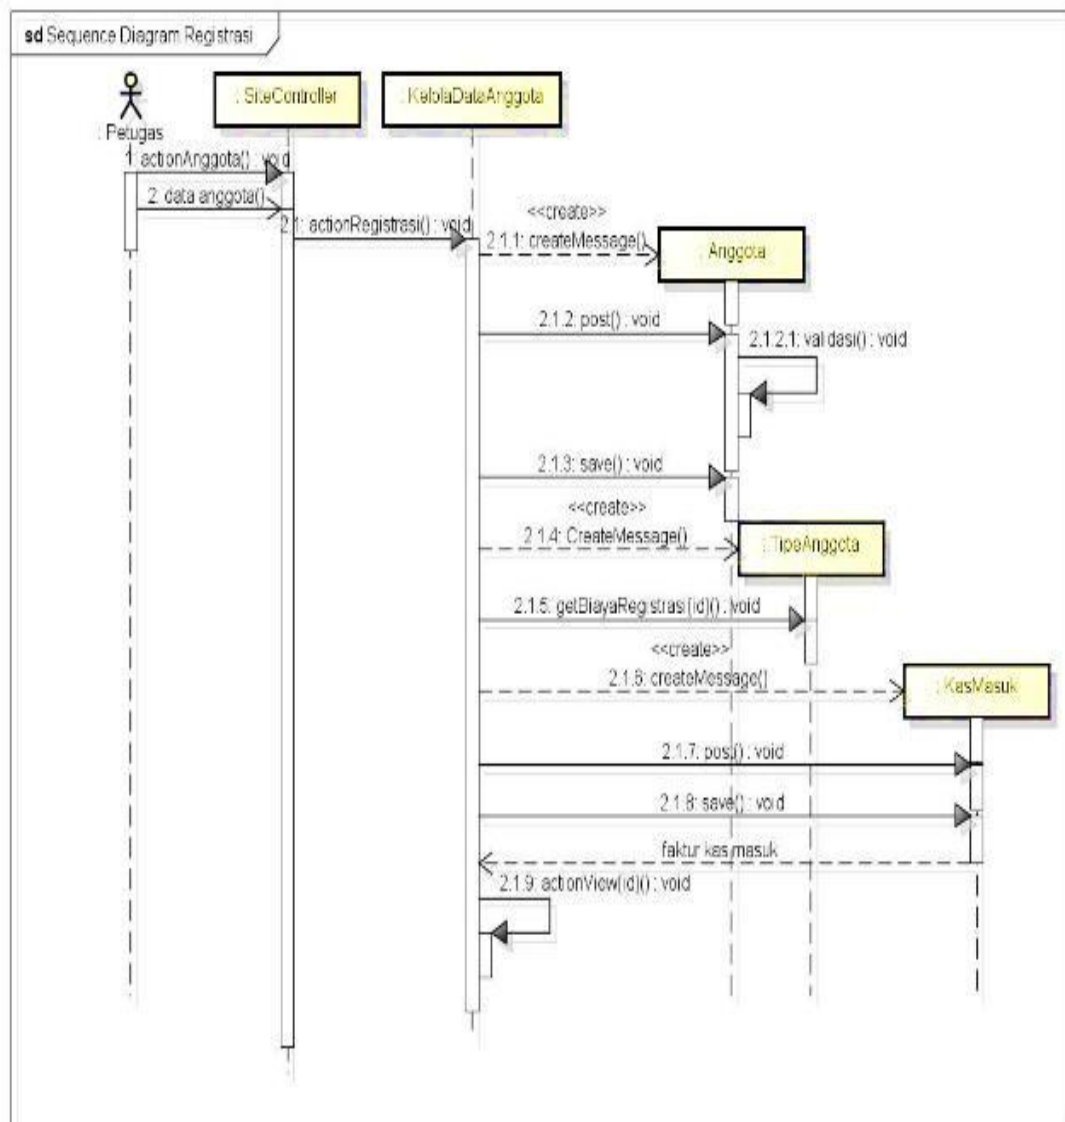 sd Sequence Diagram Registrasi
: SiteController
: KelolaDataAnggota
: Petugas
1: actionAnggota() : void
2: data anggota()
2.1: actionRegistrasi() : void
<<create>>
2.1.1: createMessage()
: Anggota
2.1.2: post() : void
2.1.2.1: validasi() : void
2.1.3: save() : void
<<create>>
2.1.4: CreateMessage()
: TipeAnggota
2.1.5: getBiayaRegistrasi(id)() : void
<<create>>
2.1.6: createMessage()
: KasMasuk
2.1.7: post() : void
2.1.8: save() : void
faktur kas masuk
2.1.9: actionView(id)() : void